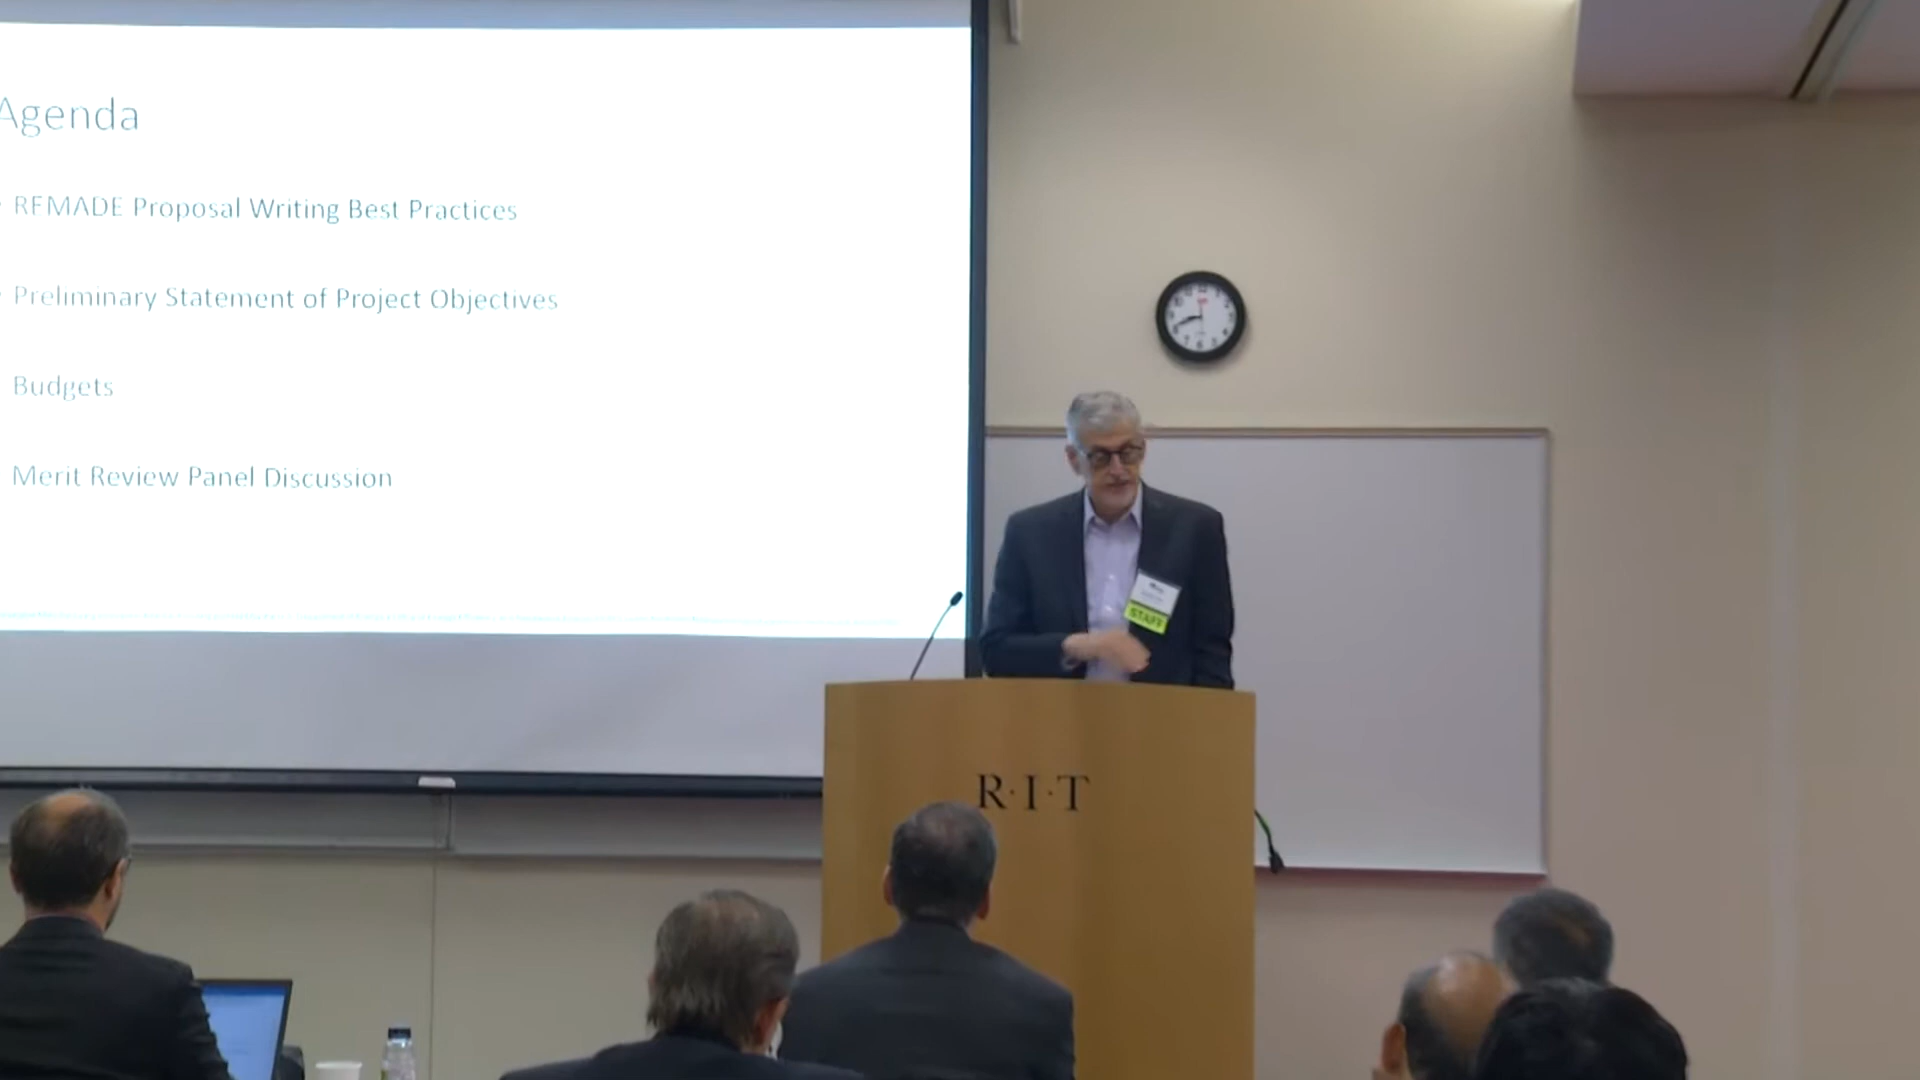 Agenda
REMADE Proposal Writing Best Practices
Preliminary Statement of Project Objectives
Budgets
Merit Review Panel Discussion
STAFF
R·I·T